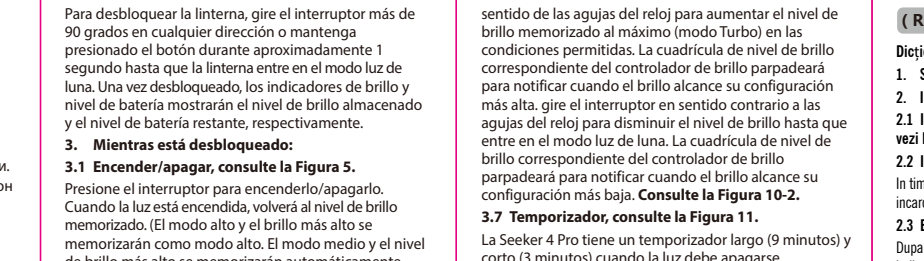 и.
он
Para desbloquear la linterna, gire el interruptor más de
90 grados en cualquier dirección o mantenga
presionado el botón durante aproximadamente 1
segundo hasta que la linterna entre en el modo luz de
luna. Una vez desbloqueado, los indicadores de brillo y
nivel de batería mostrarán el nivel de brillo almacenado
y el nivel de batería restante, respectivamente.
3. Mientras está desbloqueado:
3.1 Encender/apagar, consulte la Figura 5.
Presione el interruptor para encenderlo/apagarlo.
Cuando la luz está encendida, volverá al nivel de brillo
memorizado. (El modo alto y el brillo más alto se
memorizarán como modo alto. El modo medio y el nivel
de brillo más alto se memorizarán automáticamente
sentido de las agujas del reloj para aumentar el nivel de
brillo memorizado al máximo (modo Turbo) en las
condiciones permitidas. La cuadrícula de nivel de brillo
correspondiente del controlador de brillo parpadeará
para notificar cuando el brillo alcance su configuración
más alta. gire el interruptor en sentido contrario a las
agujas del reloj para disminuir el nivel de brillo hasta que
entre en el modo luz de luna. La cuadrícula de nivel de
brillo correspondiente del controlador de brillo
parpadeará para notificar cuando el brillo alcance su
configuración más baja. Consulte la Figura 10-2.
3.7 Temporizador, consulte la Figura 11.
La Seeker 4 Pro tiene un temporizador largo (9 minutos) y
corto (3 minutos) cuando la luz debe apagarse
( R
Dicți
1. S
2. I
2.1 I
vezi
2.2 I
In tim
incar
2.3 E
Dupa